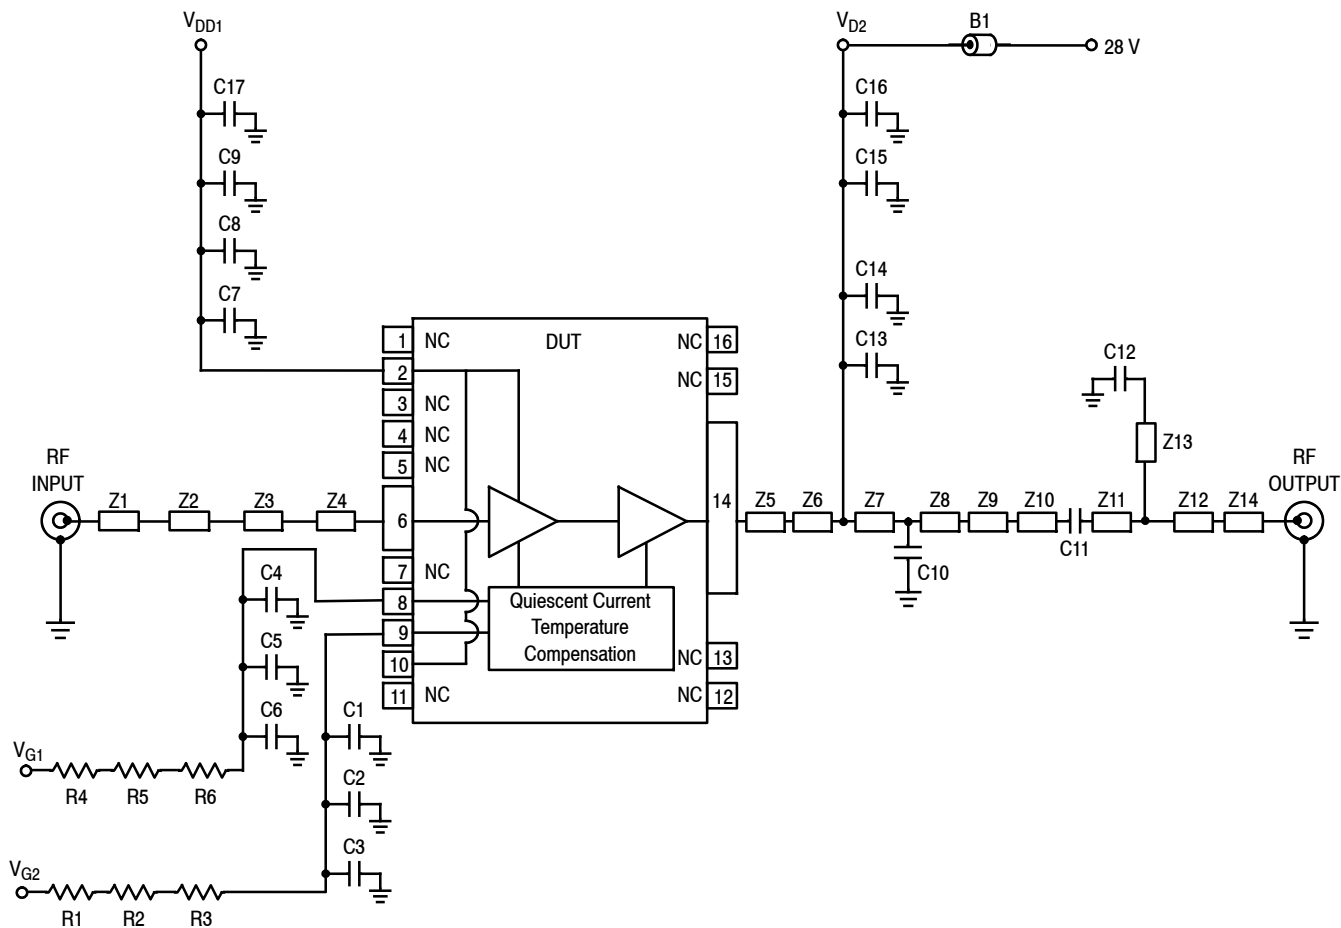 VDD1
VD2
B1
28 V
C17
C16
C9
C15
C8
C14
C7
C13
1 NC
DUT
NC 16
2
NC 15
C12
3 NC
4 NC
5 NC
Z13
RF
INPUT
RF
OUTPUT
Z1
Z2
Z3
Z4
6
14
Z5
Z6
Z7
Z8
Z9
Z10
C11
Z11
Z12
Z14
C10
7 NC
C4
8
Quiescent Current
Temperature
Compensation
9
C5
10
NC 13
11 NC
NC 12
C6
C1
VG1
R4
R5
R6
C2
C3
VG2
R1
R2
R3